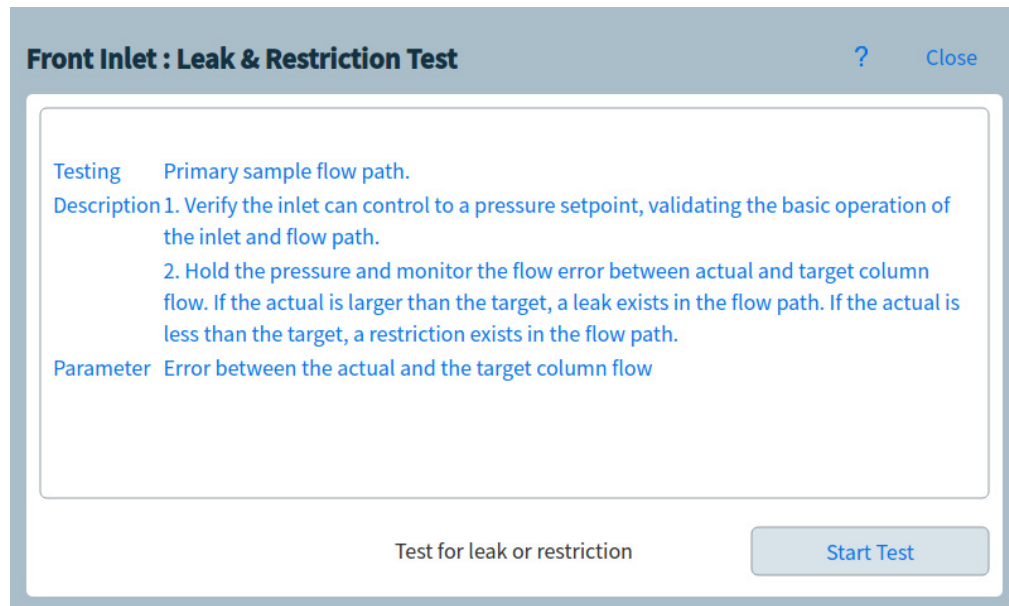 Front Inlet : Leak & Restriction Test ? Close
Testing Primary sample flow path.
Description 1. Verify the inlet can control to a pressure setpoint, validating the basic operation of
the inlet and flow path.
2. Hold the pressure and monitor the flow error between actual and target column
flow. If the actual is larger than the target, a leak exists in the flow path. If the actual is
less than the target, a restriction exists in the flow path.
Parameter Error between the actual and the target column flow
Test for leak or restriction Start Test